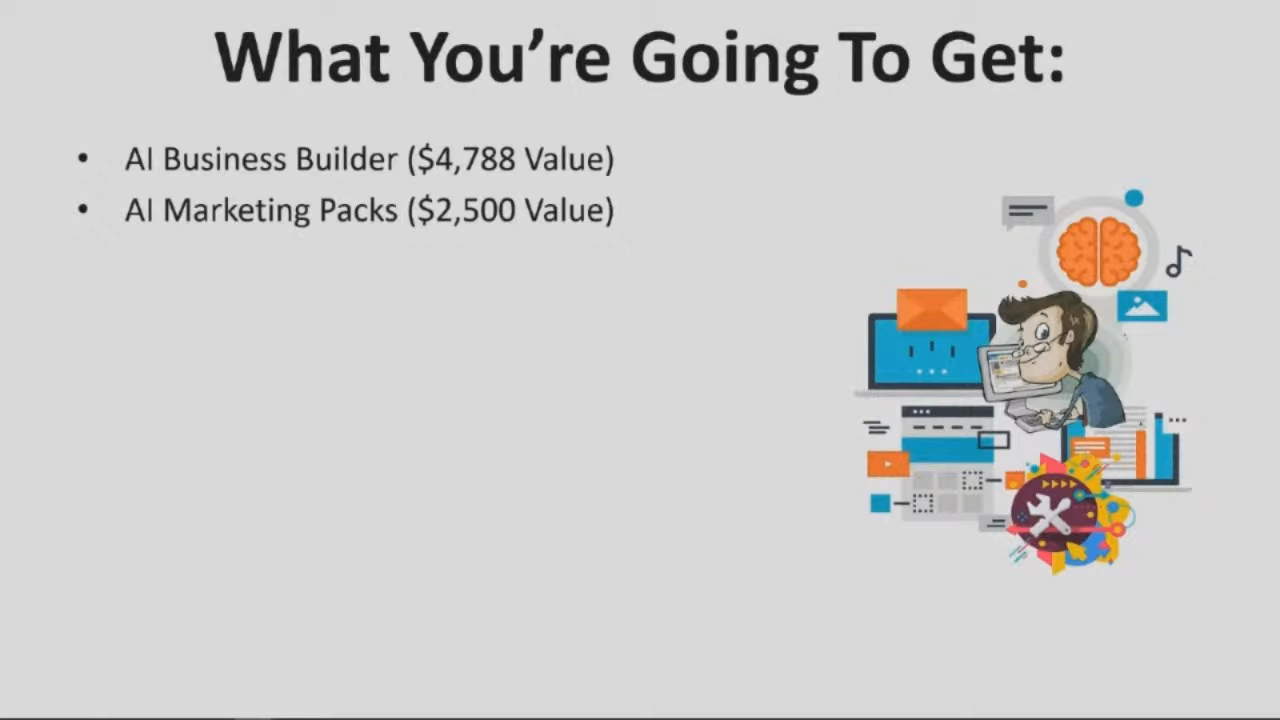 What You’re Going To Get:
• AI Business Builder ($4,788 Value)
• AI Marketing Packs ($2,500 Value)